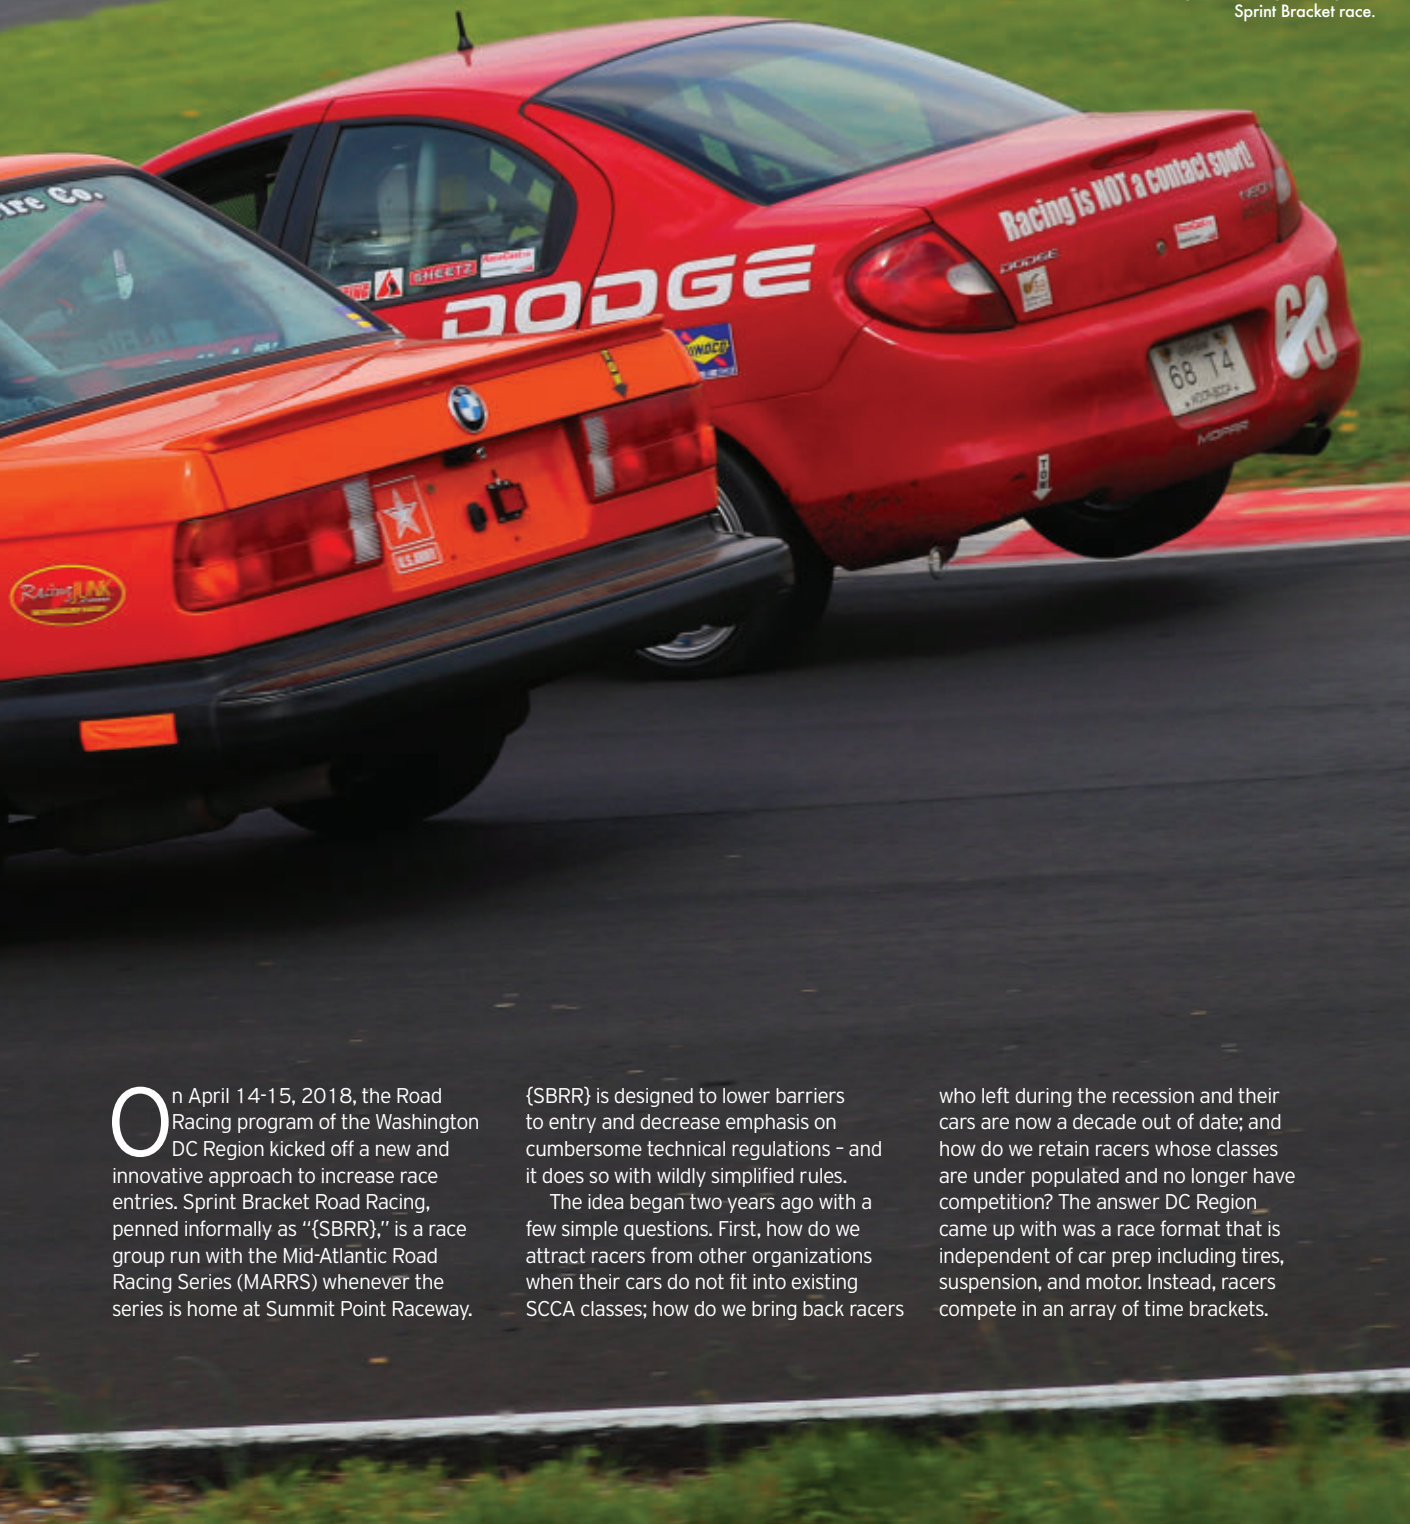 Sprint Bracket race.
ire Co.
Racing is NOT a contact sport!
DODGE
SHEETZ
DODGE
SUNOCO
68
68 T4
MOPAR
TOW
U.S. ARMY
Racing JUNK
On April 14-15, 2018, the Road
Racing program of the Washington
DC Region kicked off a new and
innovative approach to increase race
entries. Sprint Bracket Road Racing,
penned informally as “{SBRR},” is a race
group run with the Mid-Atlantic Road
Racing Series (MARRS) whenever the
series is home at Summit Point Raceway.
{SBRR} is designed to lower barriers
to entry and decrease emphasis on
cumbersome technical regulations – and
it does so with wildly simplified rules.
The idea began two years ago with a
few simple questions. First, how do we
attract racers from other organizations
when their cars do not fit into existing
SCCA classes; how do we bring back racers
who left during the recession and their
cars are now a decade out of date; and
how do we retain racers whose classes
are under populated and no longer have
competition? The answer DC Region
came up with was a race format that is
independent of car prep including tires,
suspension, and motor. Instead, racers
compete in an array of time brackets.